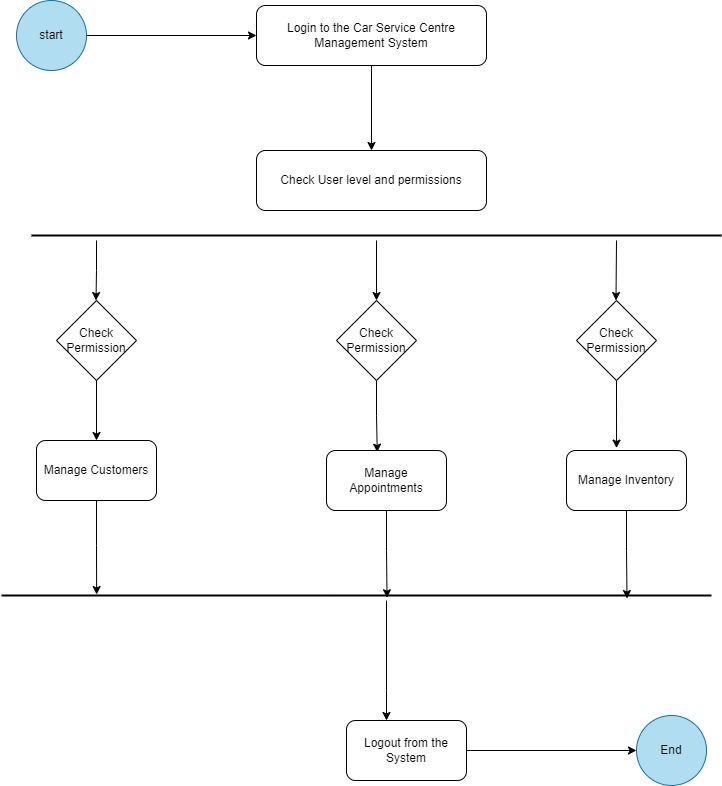 start
Login to the Car Service Centre
Management System
Check User level and permissions
Check
Permission
Check
Permission
Check
Permission
Manage Customers
Manage
Appointments
Manage Inventory
Logout from the
System
End